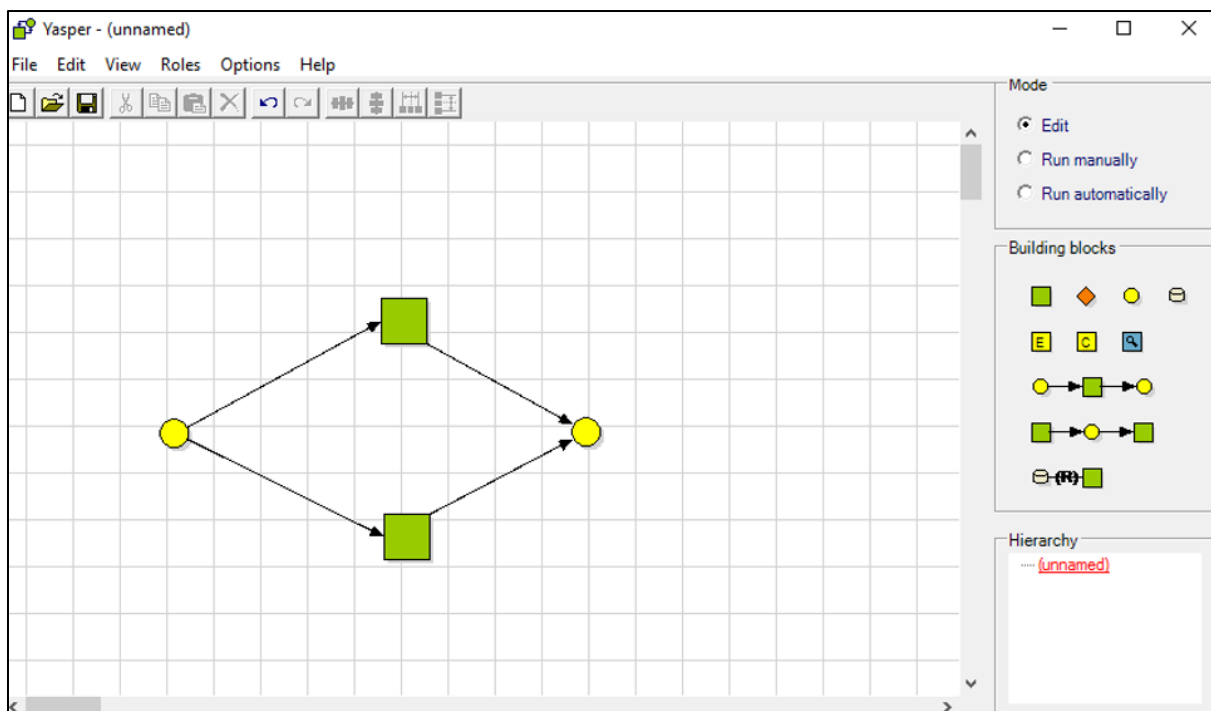 Yasper - (unnamed)
File Edit View Roles Options Help
Mode
Edit
Run manually
Run automatically
Building blocks
E C
(R)
Hierarchy
(unnamed)